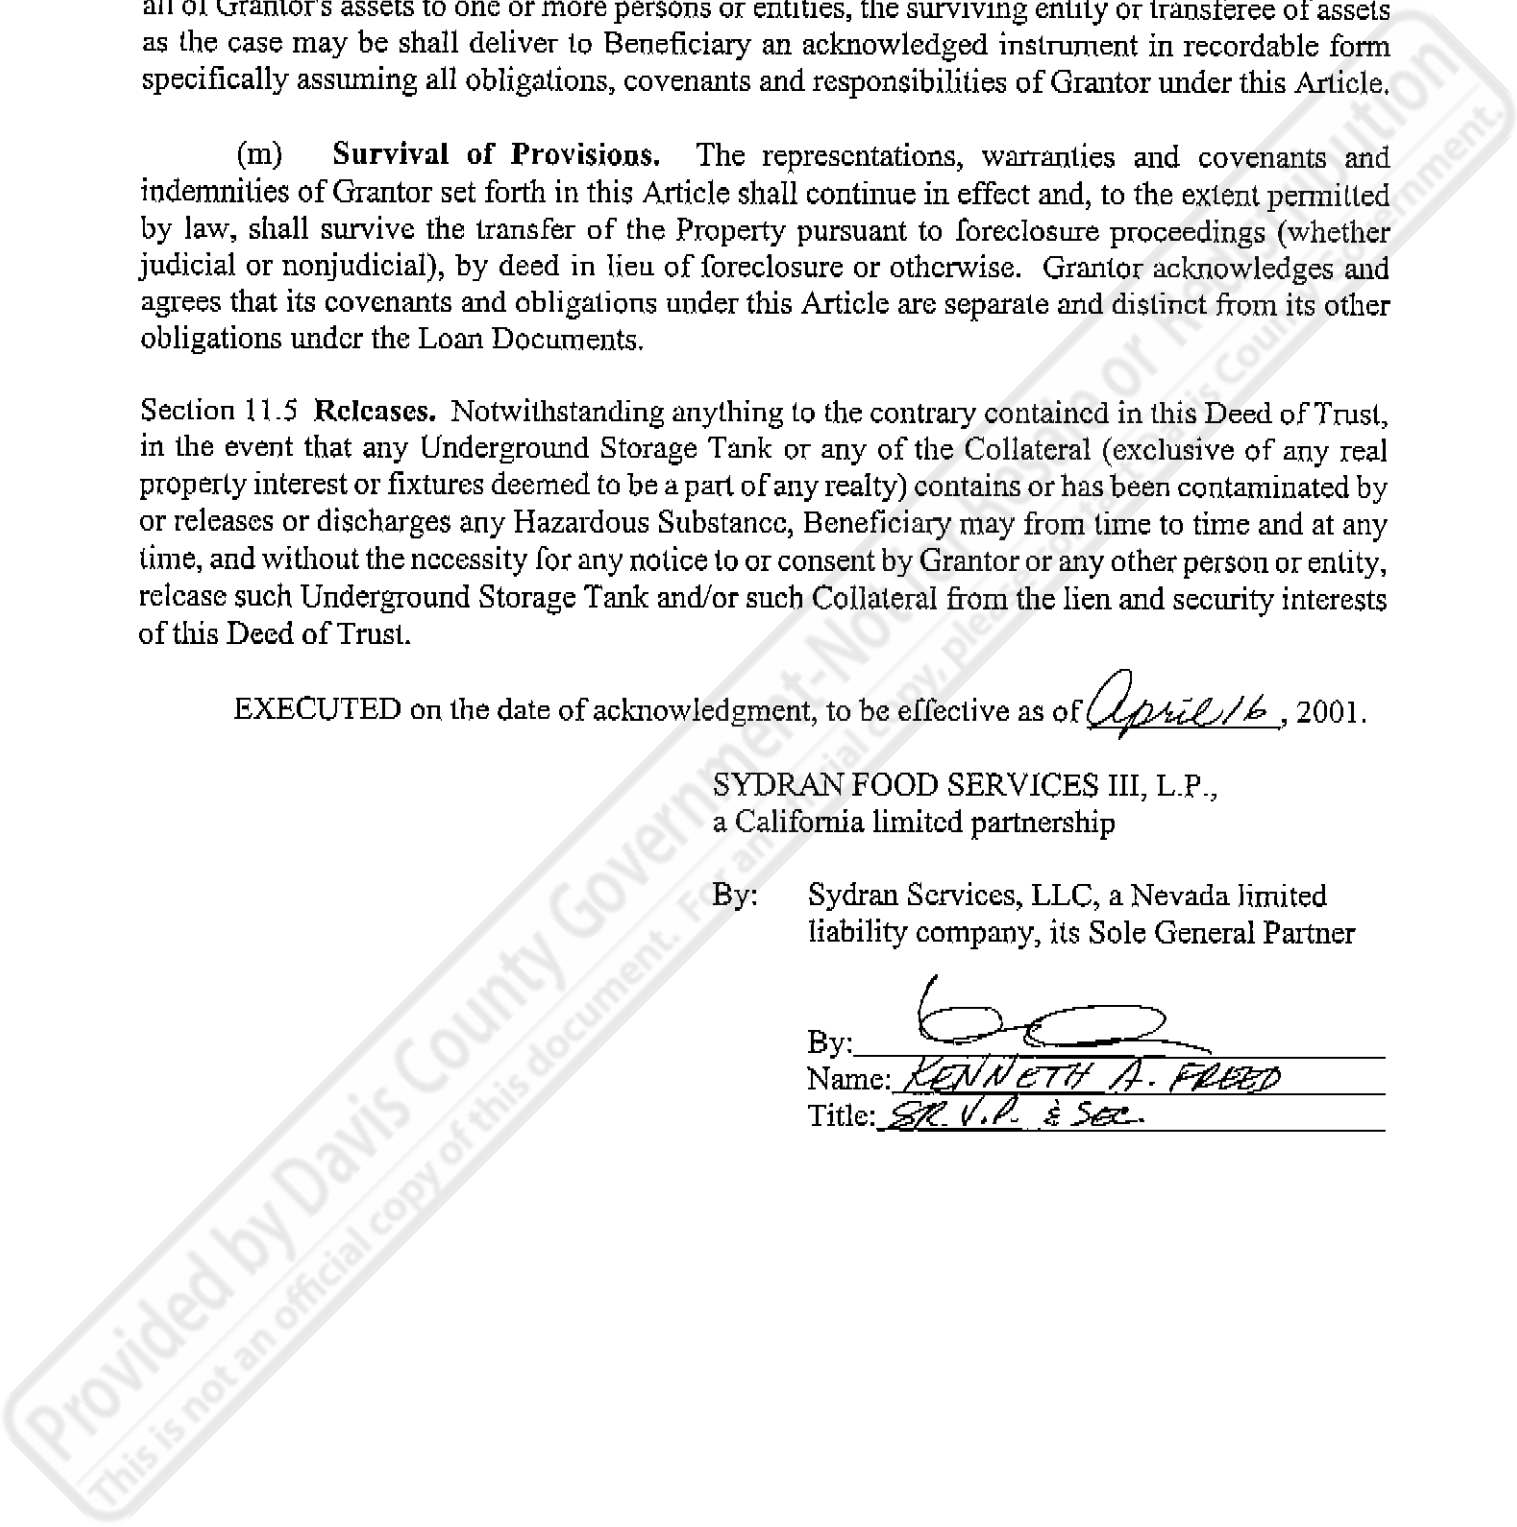 all of Grantor's assets to one or more persons or entities, the surviving entity or transferee of assets
as the case may be shall deliver to Beneficiary an acknowledged instrument in recordable form
specifically assuming all obligations, covenants and responsibilities of Grantor under this Article.
(m) Survival of Provisions. The representations, warranties and covenants and
indemnities of Grantor set forth in this Article shall continue in effect and, to the extent permitted
by law, shall survive the transfer of the Property pursuant to foreclosure proceedings (whether
judicial or nonjudicial), by deed in lieu of foreclosure or otherwise. Grantor acknowledges and
agrees that its covenants and obligations under this Article are separate and distinct from its other
obligations under the Loan Documents.
Section 11.5 Releases. Notwithstanding anything to the contrary contained in this Deed of Trust,
in the event that any Underground Storage Tank or any of the Collateral (exclusive of any real
property interest or fixtures deemed to be a part of any realty) contains or has been contaminated by
or releases or discharges any Hazardous Substance, Beneficiary may from time to time and at any
time, and without the necessity for any notice to or consent by Grantor or any other person or entity,
release such Underground Storage Tank and/or such Collateral from the lien and security interests
of this Deed of Trust.
EXECUTED on the date of acknowledgment, to be effective as of April 16, 2001.
SYDRAN FOOD SERVICES III, L.P.,
a California limited partnership
By: Sydran Services, LLC, a Nevada limited
liability company, its Sole General Partner
By:
Name: KENNETH A. FREED
Title: SR. V.P. & SEC.
Provided by Davis County Government-Not for Resale or Redistribution
This is not an official copy of this document. For an official copy, please contact Davis County Government.